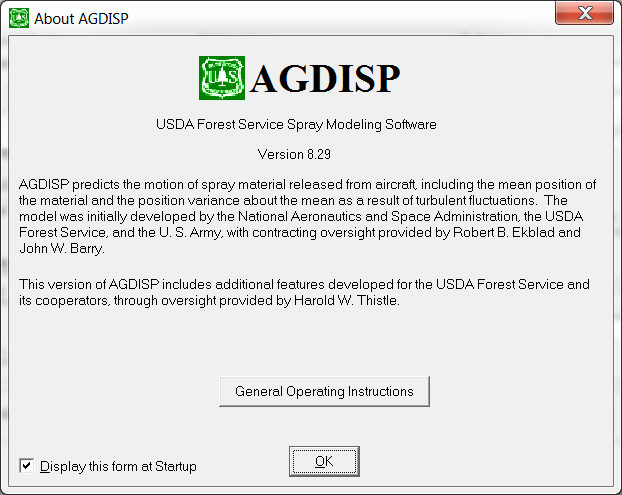 About AGDISP
U S
AGDISP
USDA Forest Service Spray Modeling Software
Version 8.29
AGDISP predicts the motion of spray material released from aircraft, including the mean position of
the material and the position variance about the mean as a result of turbulent fluctuations.  The
model was initially developed by the National Aeronautics and Space Administration, the USDA
Forest Service, and the U. S. Army, with contracting oversight provided by Robert B. Ekblad and
John W. Barry.
This version of AGDISP includes additional features developed for the USDA Forest Service and
its cooperators, through oversight provided by Harold W. Thistle.
General Operating Instructions
Display this form at Startup
OK